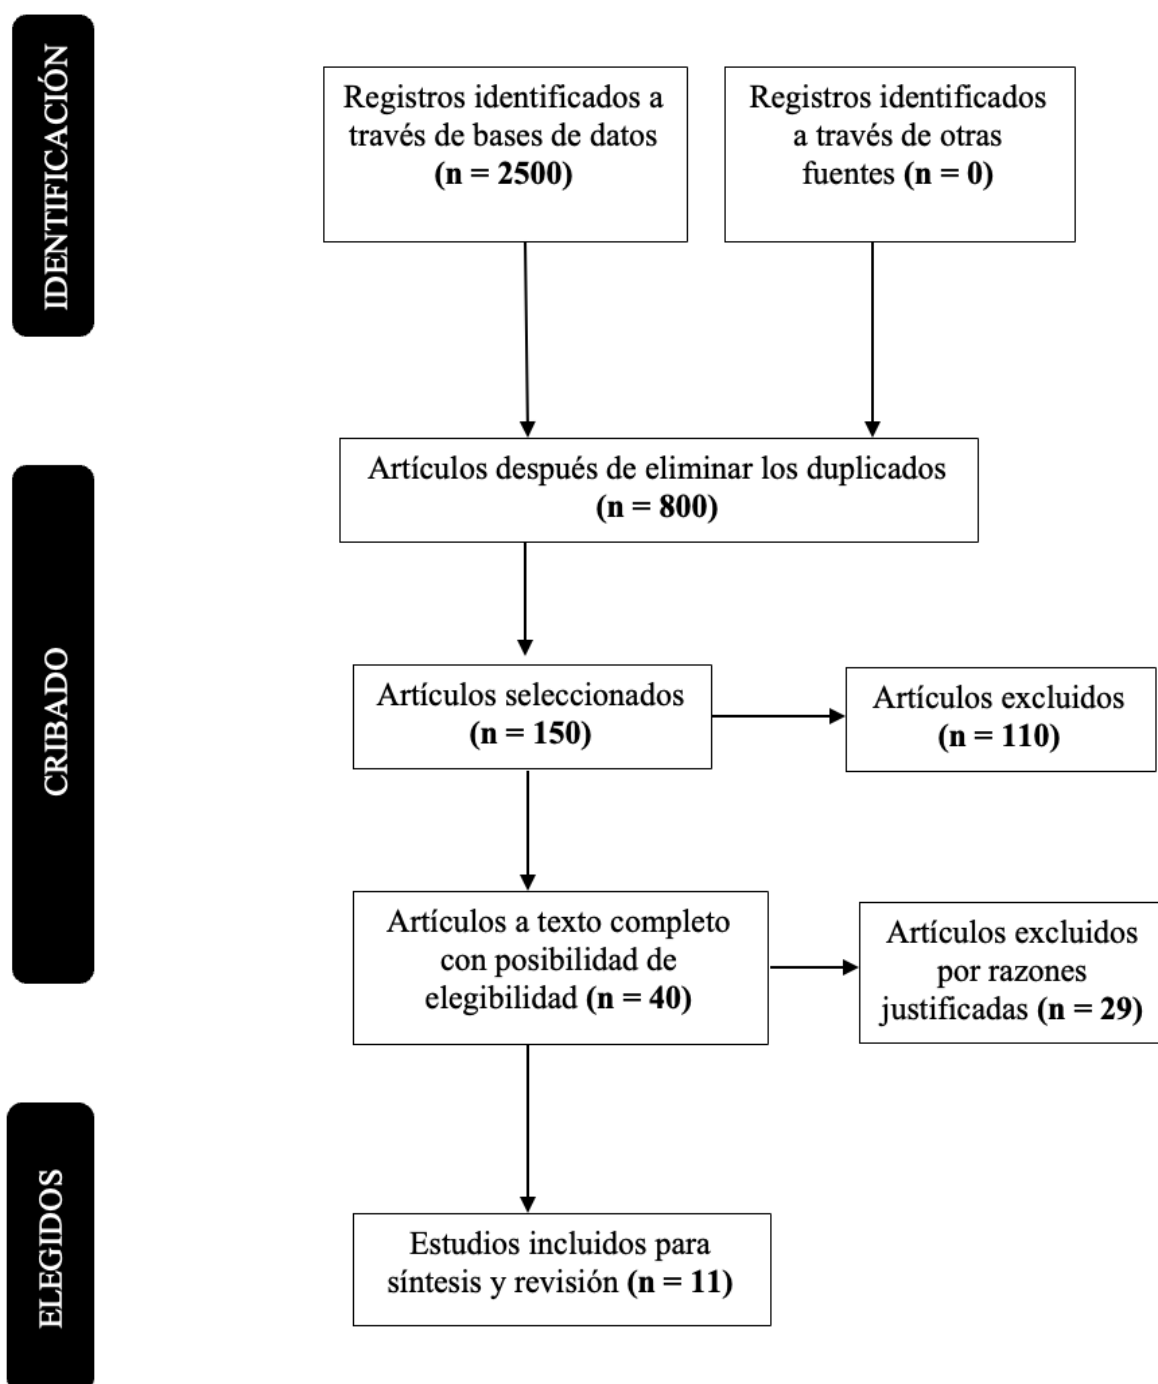 IDENTIFICACIÓN
Registros identificados a
través de bases de datos
(n = 2500)
Registros identificados
a través de otras
fuentes (n = 0)
CRIBADO
Artículos después de eliminar los duplicados
(n = 800)
Artículos seleccionados
(n = 150)
Artículos excluidos
(n = 110)
Artículos a texto completo
con posibilidad de
elegibilidad (n = 40)
Artículos excluidos
por razones
justificadas (n = 29)
ELEGIDOS
Estudios incluidos para
síntesis y revisión (n = 11)